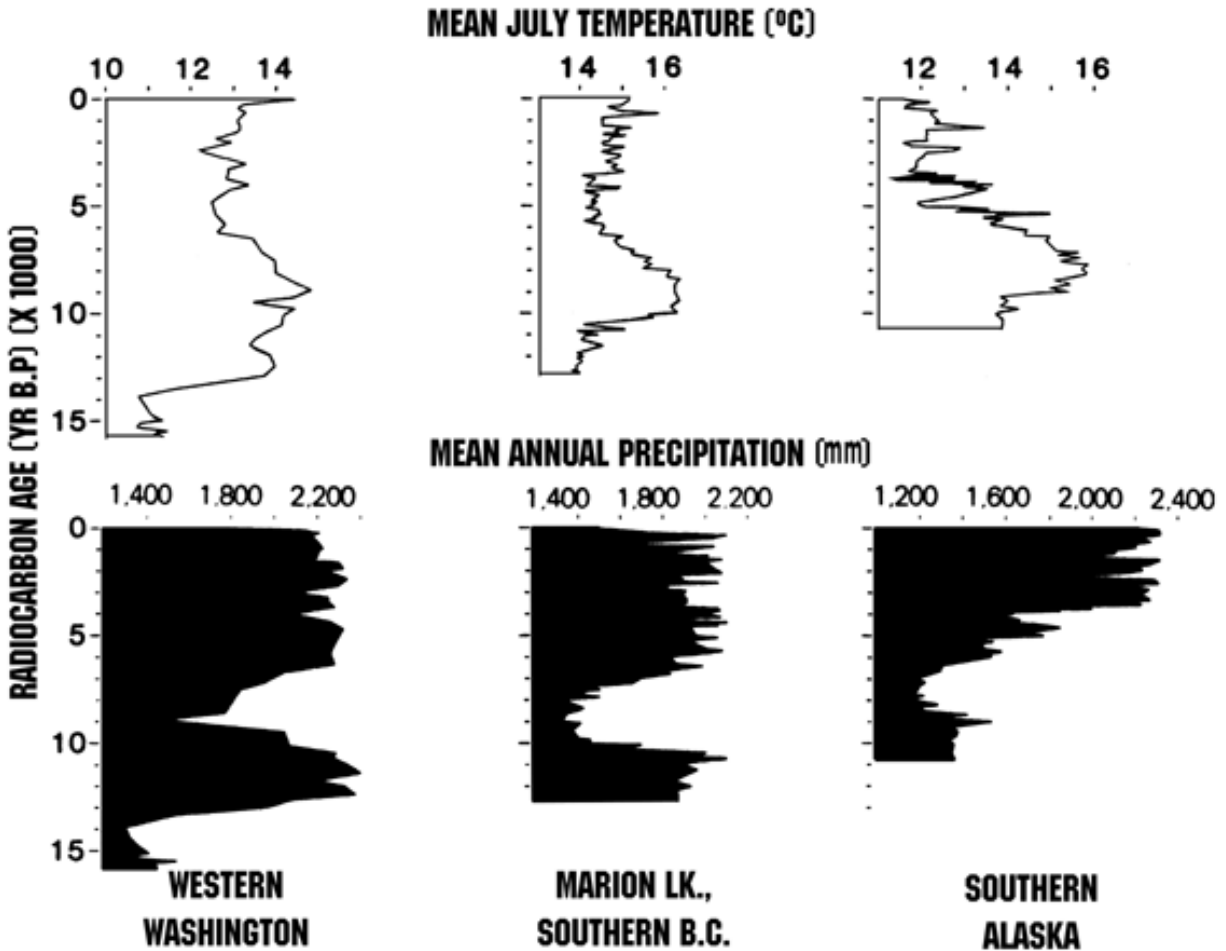 MEAN JULY TEMPERATURE (ºC)
10 12 14
14 16
12 14 16
0
5
10
15
RADIOCARBON AGE (YR B.P) (X 1000)
MEAN ANNUAL PRECIPITATION (mm)
1,400 1.800 2,200
1.400 1.800 2.200
1,200 1.600 2.000 2.400
0
5
10
15
WESTERN
WASHINGTON
MARION LK.,
SOUTHERN B.C.
SOUTHERN
ALASKA